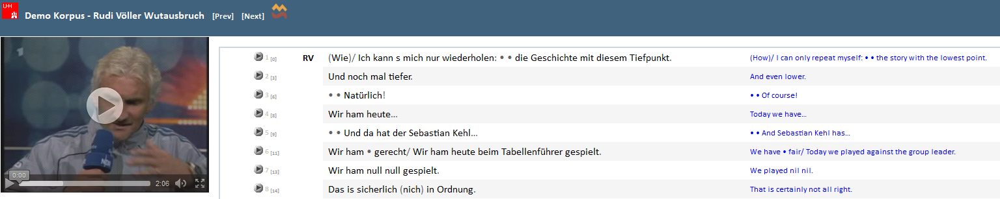 U·H
Demo Korpus - Rudi Völler Wutausbruch [Prev] [Next]
1 [0] RV (Wie)/ Ich kann s mich nur wiederholen: • • die Geschichte mit diesem Tiefpunkt. (How)/ I can only repeat myself: • • the story with the lowest point.
2 [3] Und noch mal tiefer. And even lower.
3 [6] • • Natürlich! • • Of course!
4 [8] Wir ham heute… Today we have…
5 [9] • • Und da hat der Sebastian Kehl… • • And Sebastian Kehl has…
6 [11] Wir ham • gerecht/ Wir ham heute beim Tabellenführer gespielt. We have • fair/ Today we played against the group leader.
7 [13] Wir ham null null gespielt. We played nil nil.
8 [14] Das is sicherlich (nich) in Ordnung. That is certainly not all right.
NDR
0:00
2:06